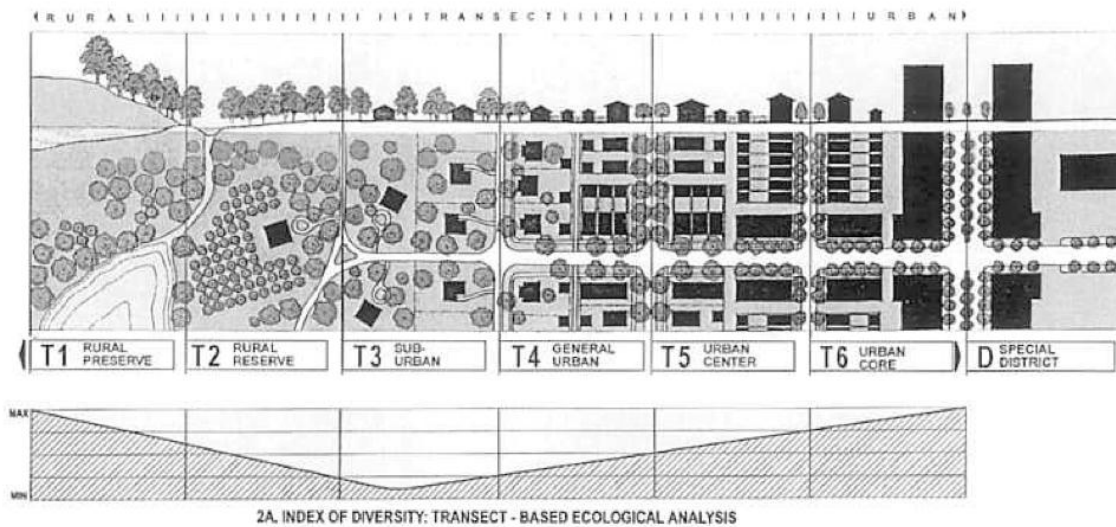 RURAL TRANSECT URBAN
T1 RURAL PRESERVE
T2 RURAL RESERVE
T3 SUB-URBAN
T4 GENERAL URBAN
T5 URBAN CENTER
T6 URBAN CORE
D SPECIAL DISTRICT
MAX
MIN
2A. INDEX OF DIVERSITY: TRANSECT - BASED ECOLOGICAL ANALYSIS